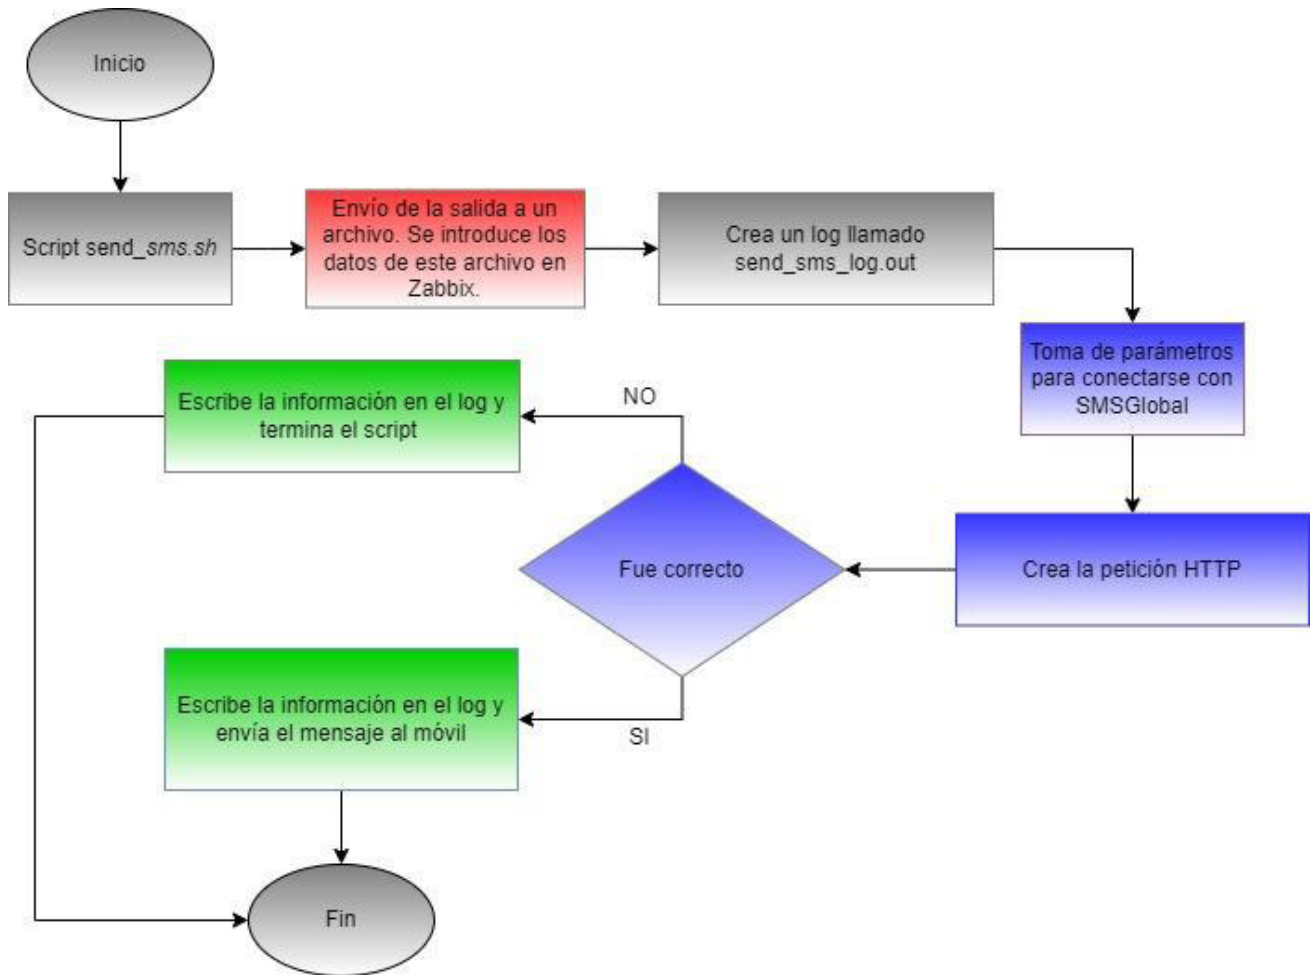 Inicio
Script send_sms.sh
Envío de la salida a un
archivo. Se introduce los
datos de este archivo en
Zabbix.
Crea un log llamado
send_sms_log.out
Toma de parámetros
para conectarse con
SMSGlobal
Crea la petición HTTP
Fue correcto
NO
Escribe la información en el log y
termina el script
SI
Escribe la información en el log y
envía el mensaje al móvil
Fin